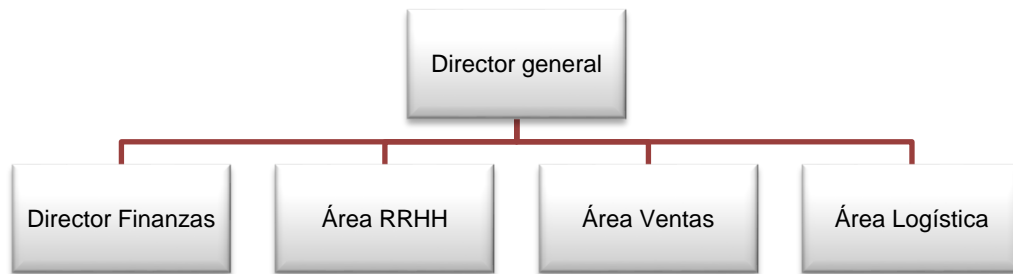 Director general
Director Finanzas
Área RRHH
Área Ventas
Área Logística